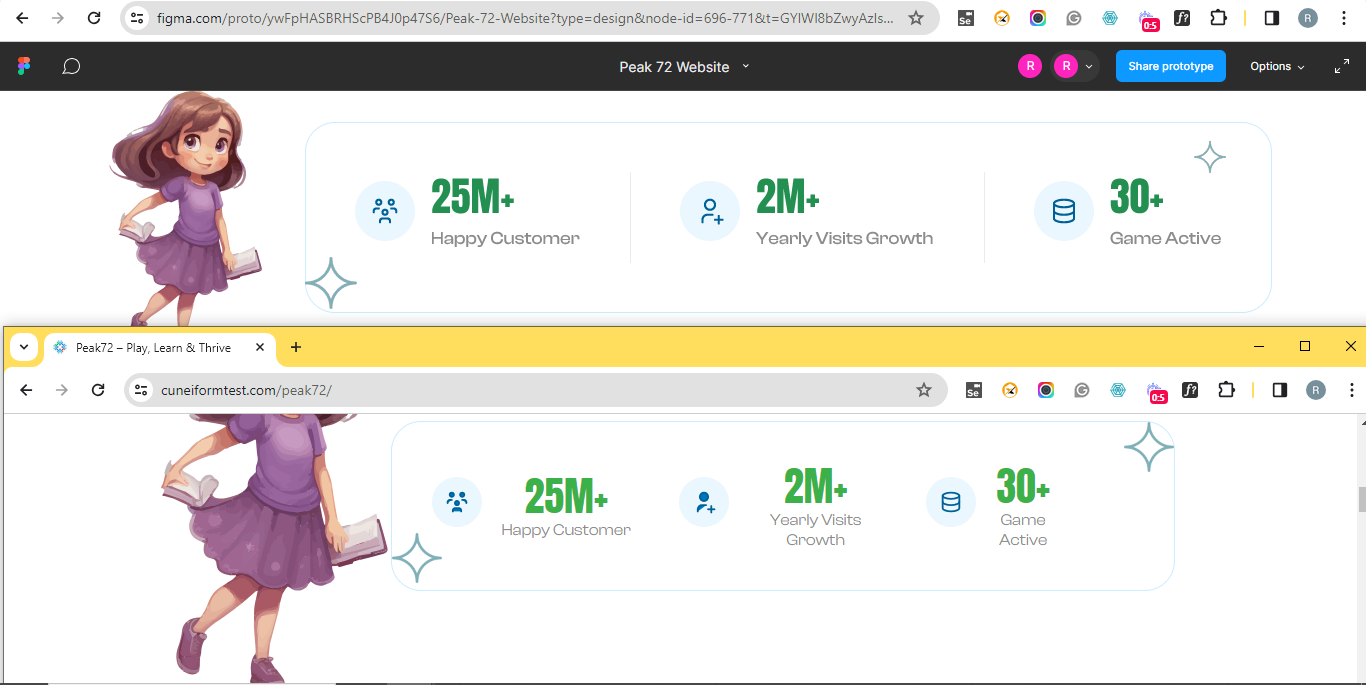 figma.com/proto/ywFpHASBRHScPB4J0p47S6/Peak-72-Website?type=design&node-id=696-771&t=GYIWI8bZwyAzIs...
Se
0:5
f?
R
Peak 72 Website
R
R
Share prototype
Options
25M+
Happy Customer
2M+
Yearly Visits Growth
30+
Game Active
Peak72 – Play, Learn & Thrive
cuneiformtest.com/peak72/
Se
0:5
f?
R
25M+
Happy Customer
2M+
Yearly Visits
Growth
30+
Game
Active